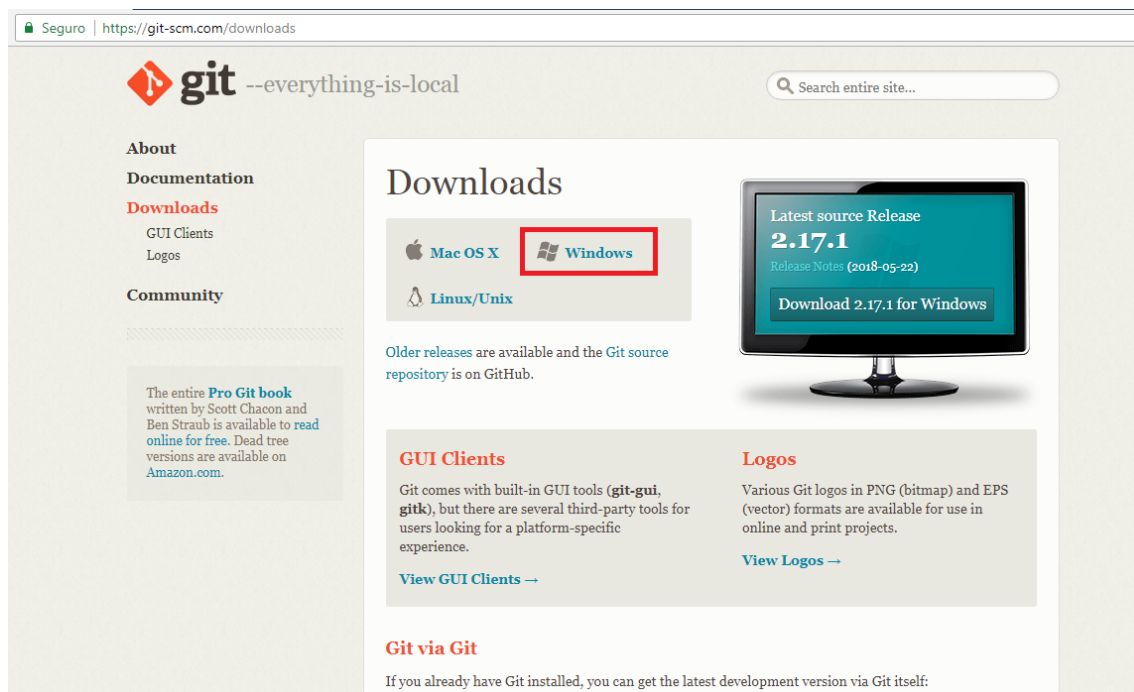 Seguro https://git-scm.com/downloads
git --everything-is-local
Search entire site...
About
Documentation
Downloads
GUI Clients
Logos
Community
The entire Pro Git book
written by Scott Chacon and
Ben Straub is available to read
online for free. Dead tree
versions are available on
Amazon.com.
Downloads
Mac OS X
Windows
Linux/Unix
Older releases are available and the Git source
repository is on GitHub.
Latest source Release
2.17.1
Release Notes (2018-05-22)
Download 2.17.1 for Windows
GUI Clients
Git comes with built-in GUI tools (git-gui,
gitk), but there are several third-party tools for
users looking for a platform-specific
experience.
View GUI Clients →
Logos
Various Git logos in PNG (bitmap) and EPS
(vector) formats are available for use in
online and print projects.
View Logos →
Git via Git
If you already have Git installed, you can get the latest development version via Git itself: